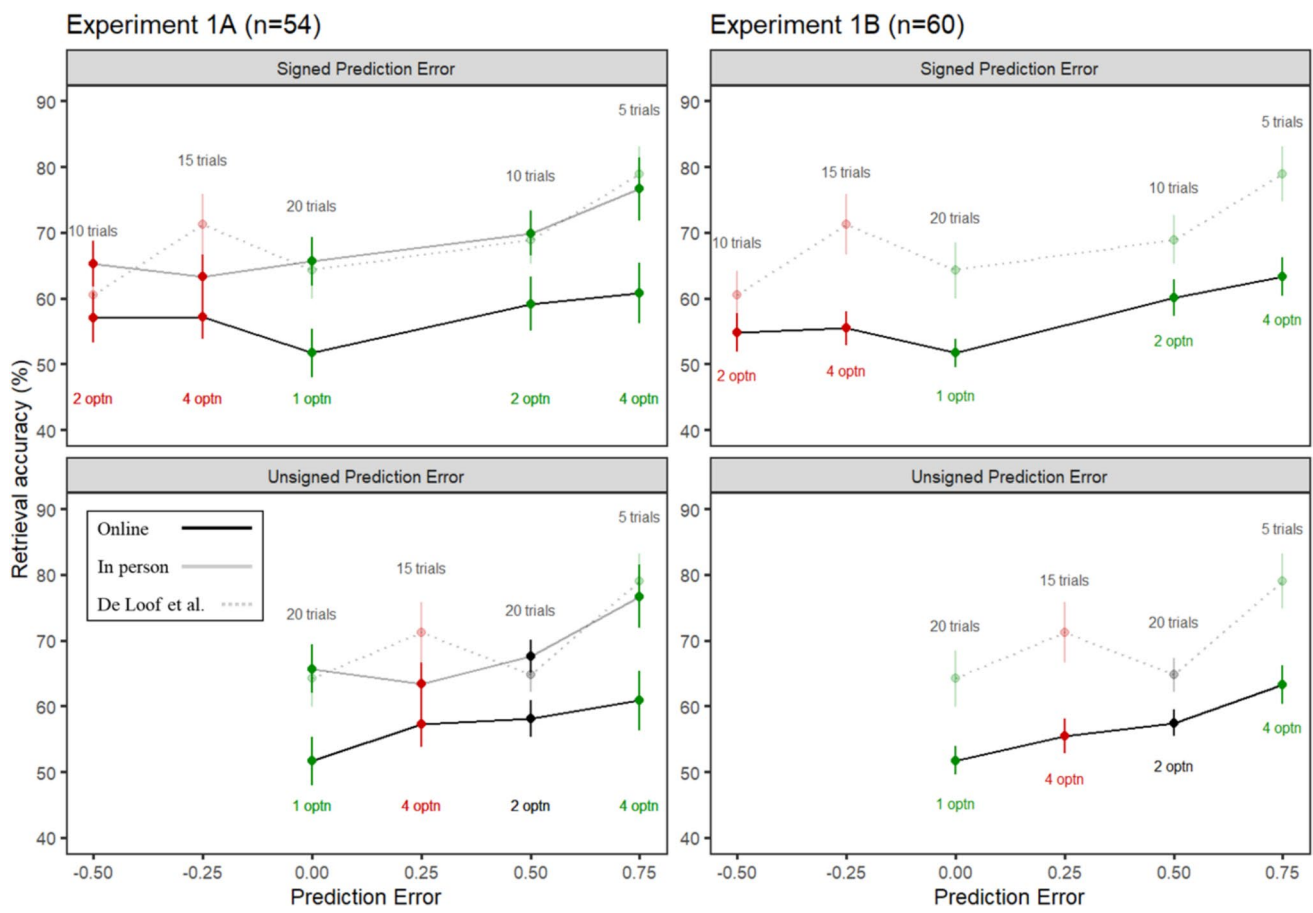 Experiment 1A (n=54)
Experiment 1B (n=60)
Signed Prediction Error
Signed Prediction Error
90
80
70
60
50
40
10 trials
15 trials
20 trials
10 trials
5 trials
2 optn
4 optn
1 optn
2 optn
4 optn
10 trials
15 trials
20 trials
10 trials
5 trials
2 optn
4 optn
1 optn
2 optn
4 optn
Retrieval accuracy (%)
Unsigned Prediction Error
Unsigned Prediction Error
90
80
70
60
50
40
Online
In person
De Loof et al.
20 trials
15 trials
20 trials
5 trials
1 optn
4 optn
2 optn
4 optn
20 trials
15 trials
20 trials
5 trials
1 optn
4 optn
2 optn
4 optn
-0.50 -0.25 0.00 0.25 0.50 0.75
-0.50 -0.25 0.00 0.25 0.50 0.75
Prediction Error
Prediction Error